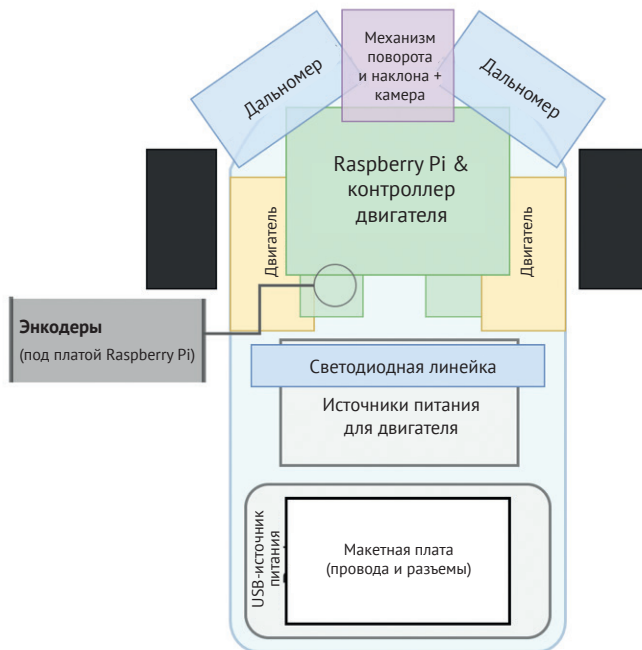 Механизм
поворота
и наклона +
камера
Дальномер
Дальномер
Raspberry Pi &
контроллер
двигателя
Двигатель
Двигатель
Энкодеры
(под платой Raspberry Pi)
Светодиодная линейка
Источники питания
для двигателя
USB-источник
питания
Макетная плата
(провода и разъемы)